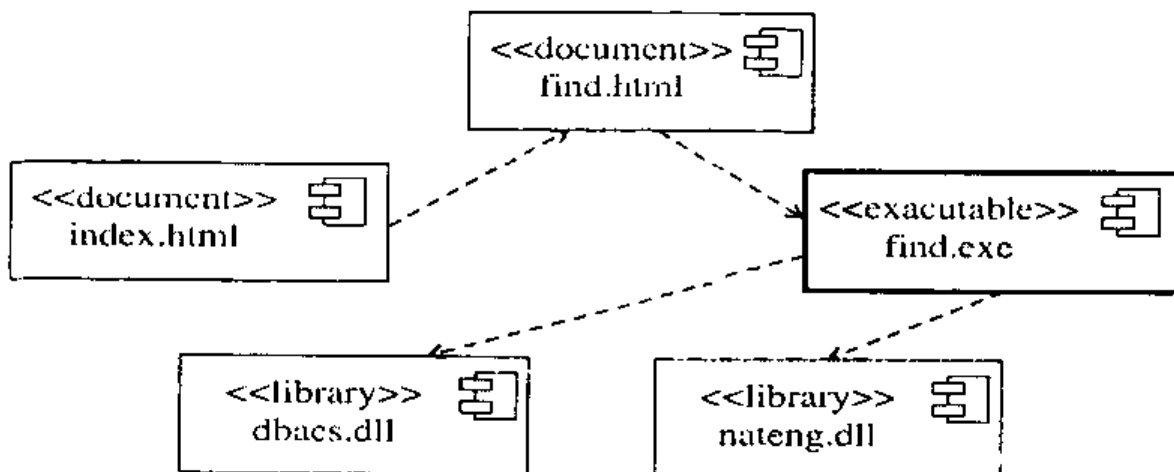 <<document>>
find.html
<<document>>
index.html
<<exacutable>>
find.exe
<<library>>
dbacs.dll
<<library>>
nateng.dll